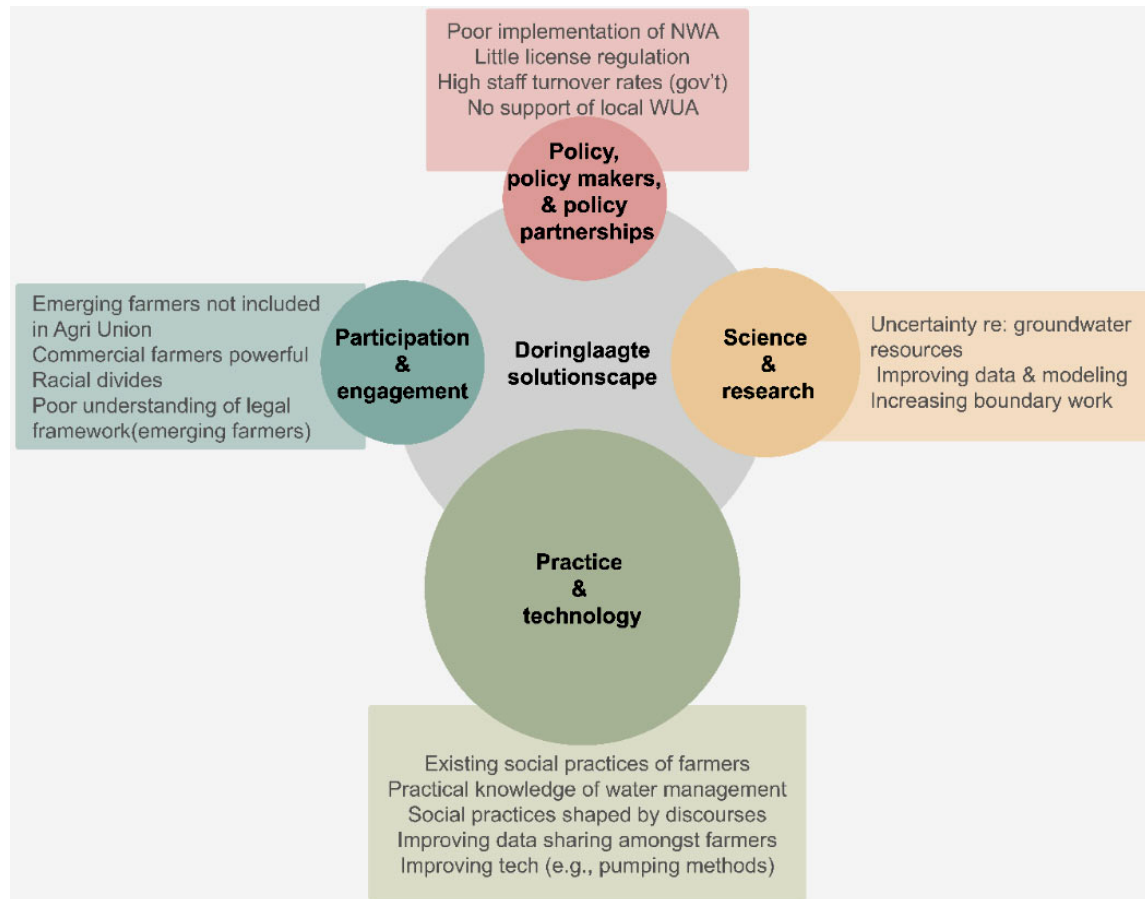 Poor implementation of NWA
Little license regulation
High staff turnover rates (gov't)
No support of local WUA
Policy,
policy makers,
& policy
partnerships
Emerging farmers not included
in Agri Union
Commercial farmers powerful
Racial divides
Poor understanding of legal
framework(emerging farmers)
Participation
&
engagement
Doringlaagte
solutionscape
Science
&
research
Uncertainty re: groundwater
resources
Improving data & modeling
Increasing boundary work
Practice
&
technology
Existing social practices of farmers
Practical knowledge of water management
Social practices shaped by discourses
Improving data sharing amongst farmers
Improving tech (e.g., pumping methods)